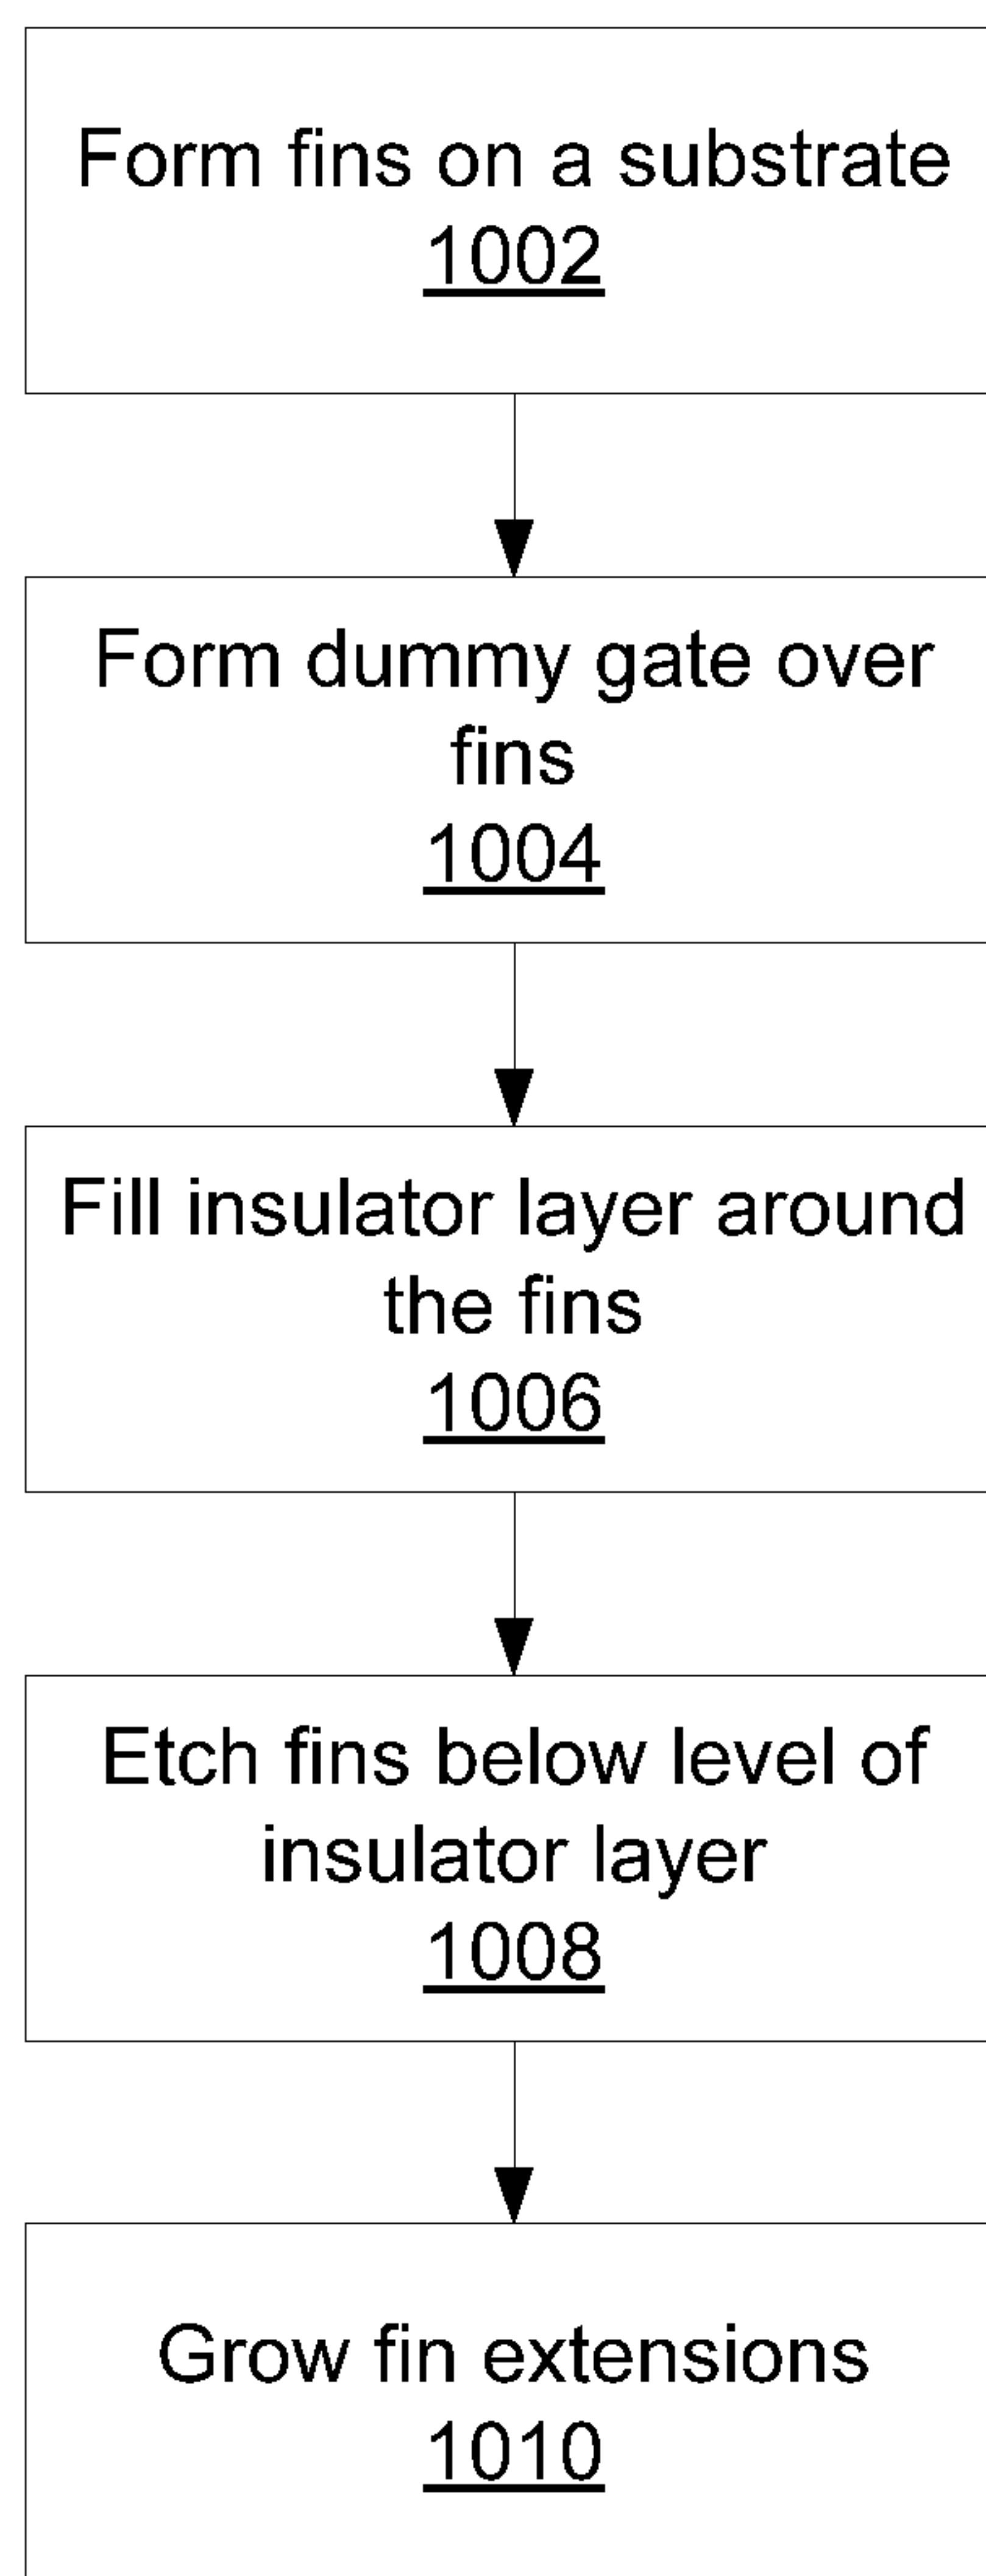 Form fins on a substrate
1002
Form dummy gate over
fins
1004
Fill insulator layer around
the fins
1006
Etch fins below level of
insulator layer
1008
Grow fin extensions
1010